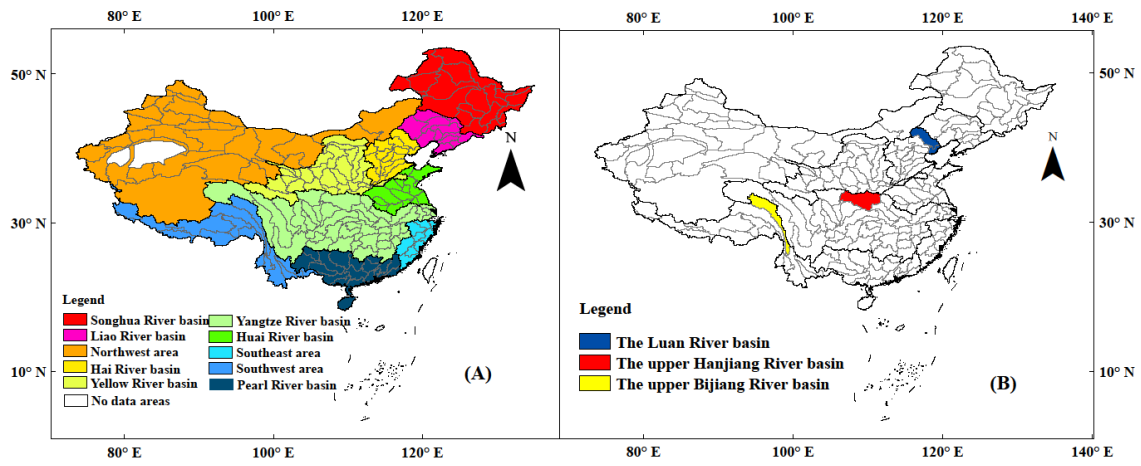 80° E 100° E 120° E
80° E 100° E 120° E 140° E
50° N
30° N
10° N
N
Legend
Songhua River basin
Liao River basin
Northwest area
Hai River basin
Yellow River basin
No data areas
Yangtze River basin
Huai River basin
Southeast area
Southwest area
Pearl River basin
(A)
80° E 100° E 120° E
50° N
30° N
10° N
N
Legend
The Luan River basin
The upper Hanjiang River basin
The upper Bijiang River basin
(B)
50° N
30° N
10° N
80° E 100° E 120° E 140° E